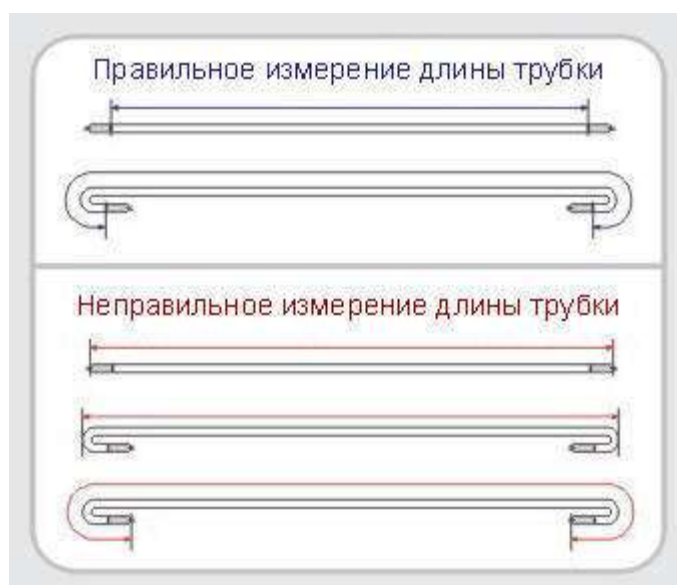 Правильное измерение длины трубки
Неправильное измерение длины трубки